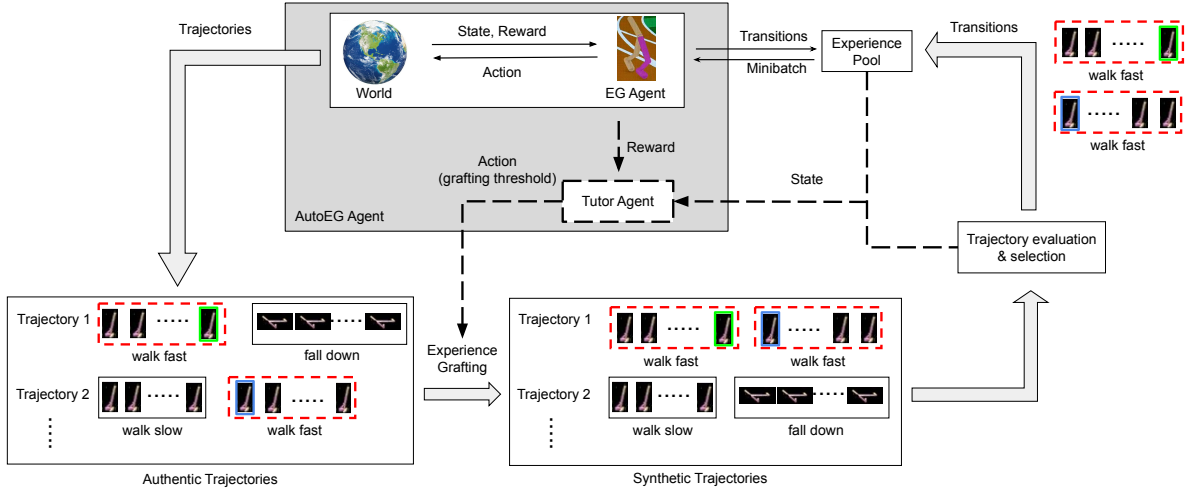 Trajectories
State, Reward
Action
World
EG Agent
Transitions
Minibatch
Experience
Pool
Transitions
walk fast
walk fast
Reward
Action
(grafting threshold)
Tutor Agent
State
AutoEG Agent
Trajectory evaluation
& selection
Trajectory 1
walk fast
fall down
Trajectory 2
walk slow
walk fast
Authentic Trajectories
Experience
Grafting
Trajectory 1
walk fast
walk fast
Trajectory 2
walk slow
fall down
Synthetic Trajectories